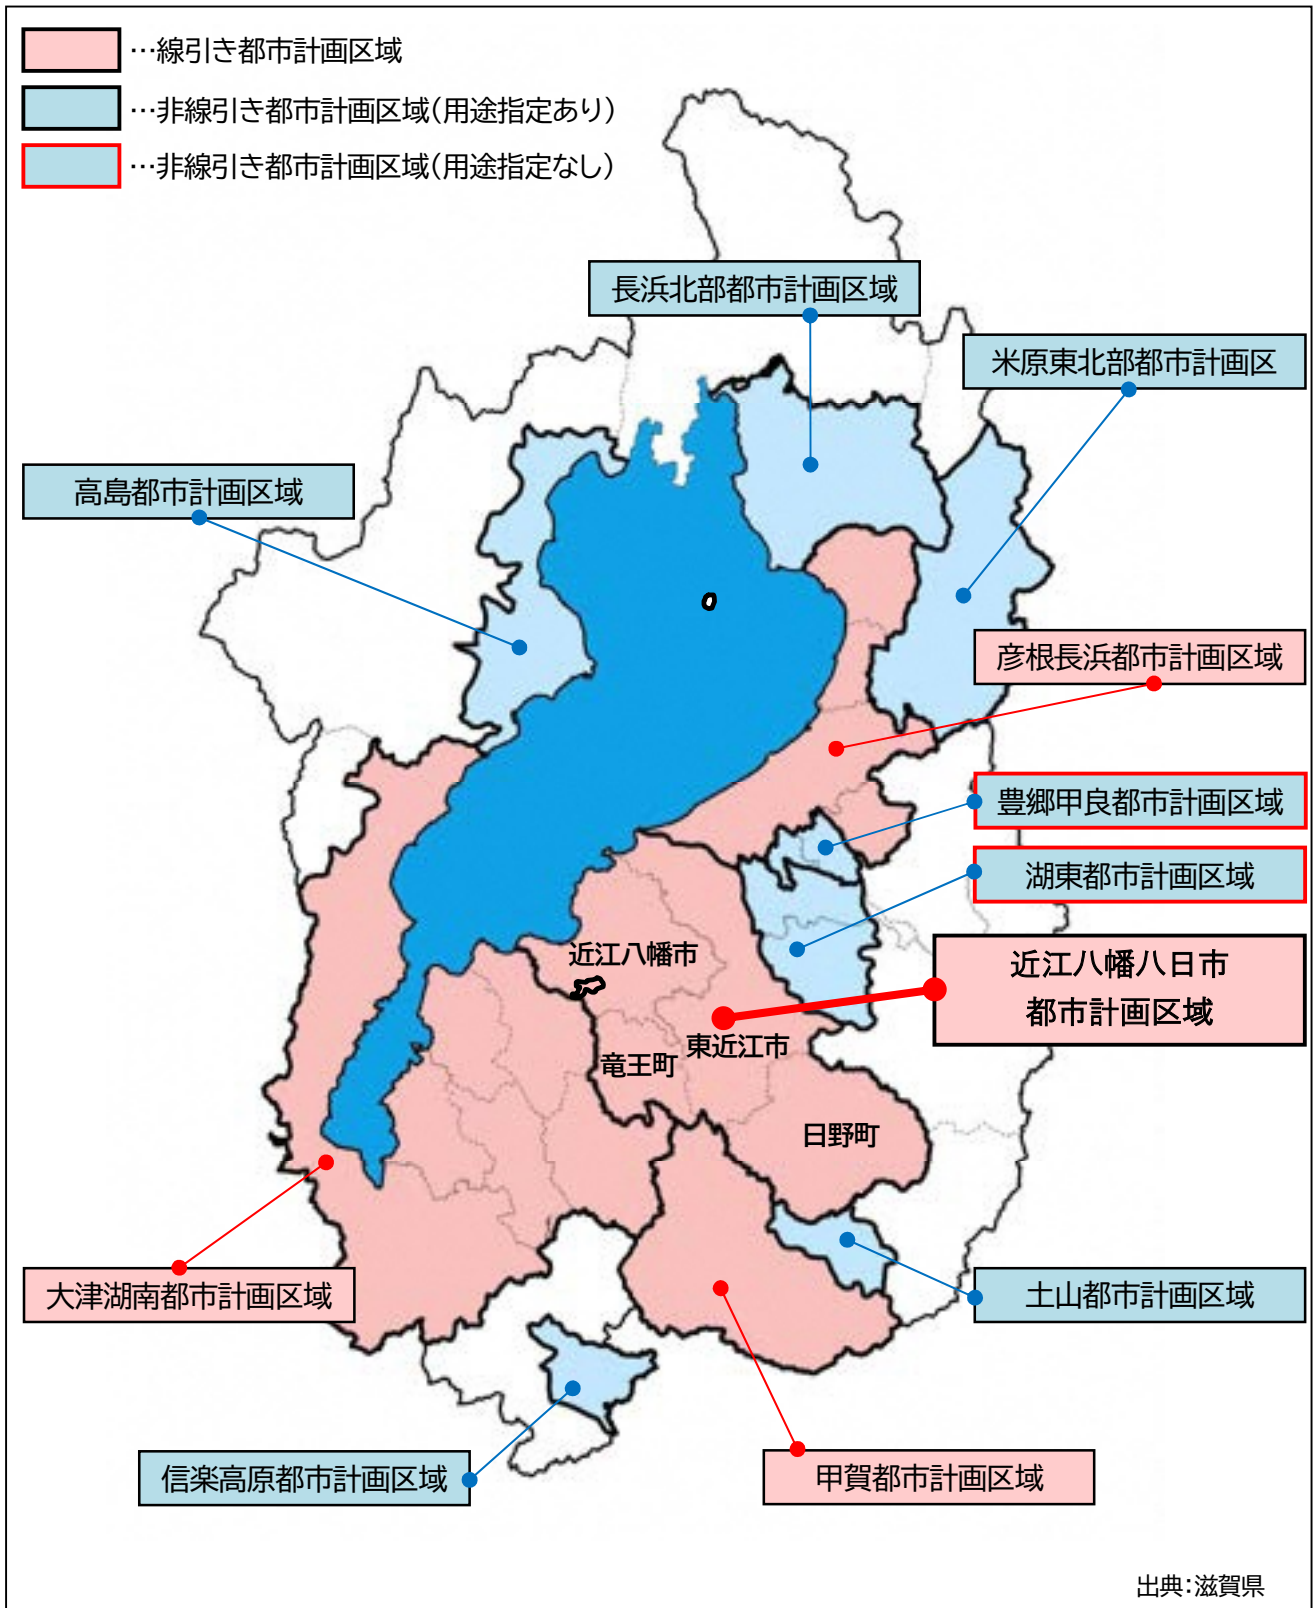 …線引き都市計画区域
…非線引き都市計画区域(用途指定あり)
…非線引き都市計画区域(用途指定なし)
長浜北部都市計画区域
米原東北部都市計画区
高島都市計画区域
彦根長浜都市計画区域
豊郷甲良都市計画区域
湖東都市計画区域
近江八幡八日市
都市計画区域
近江八幡市
東近江市
竜王町
日野町
大津湖南都市計画区域
土山都市計画区域
信楽高原都市計画区域
甲賀都市計画区域
出典:滋賀県